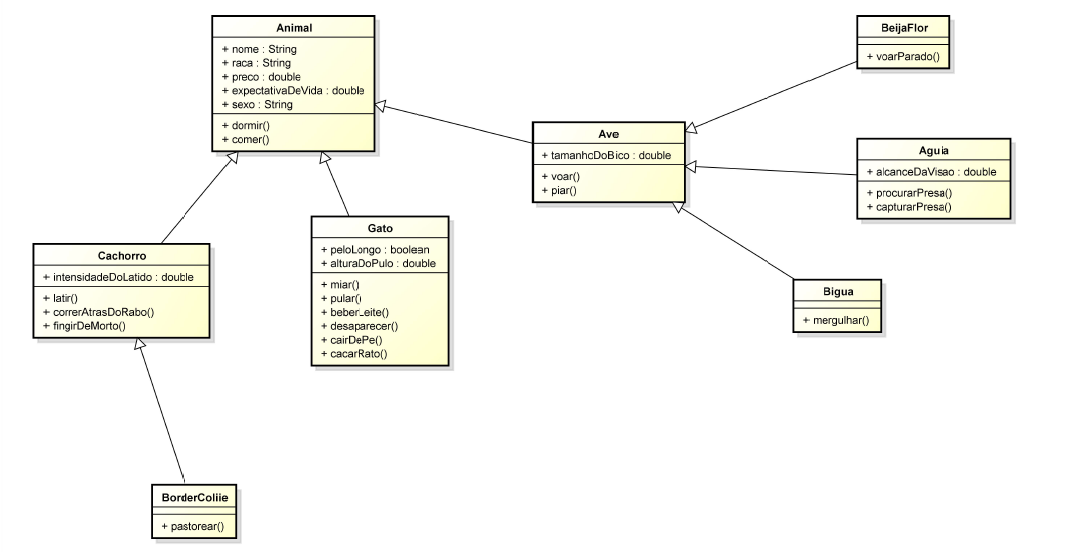 Animal
+ nome : String
+ raca : String
+ preco : double
+ expectativaDeVida : double
+ sexo : String
+ dormir()
+ comer()
BeijaFlor
+ voarParado()
Ave
+ tamanhoDoBico : double
+ voar()
+ piar()
Aguia
+ alcanceDaVisao : double
+ procurarPresa()
+ capturarPresa()
Cachorro
+ intensidadeDoLatido : double
+ latir()
+ correrAtrasDoRabo()
+ fingirDeMorto()
Gato
+ peloLongo : boolean
+ alturaDoPulo : double
+ miar()
+ pular()
+ beberLeite()
+ desaparecer()
+ cairDePe()
+ cacarRato()
Bigua
+ mergulhar()
BorderCollie
+ pastorear()